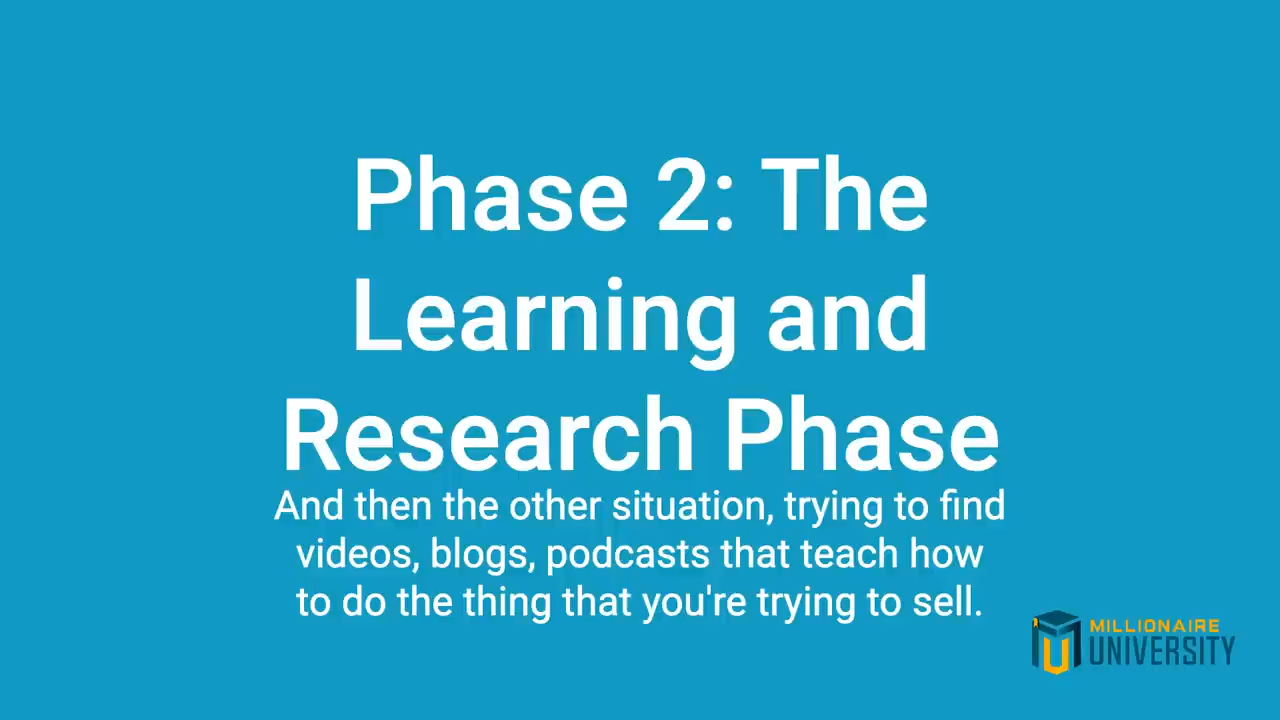 Phase 2: The
Learning and
Research Phase
And then the other situation, trying to find
videos, blogs, podcasts that teach how
to do the thing that you're trying to sell.
MILLIONAIRE
UNIVERSITY